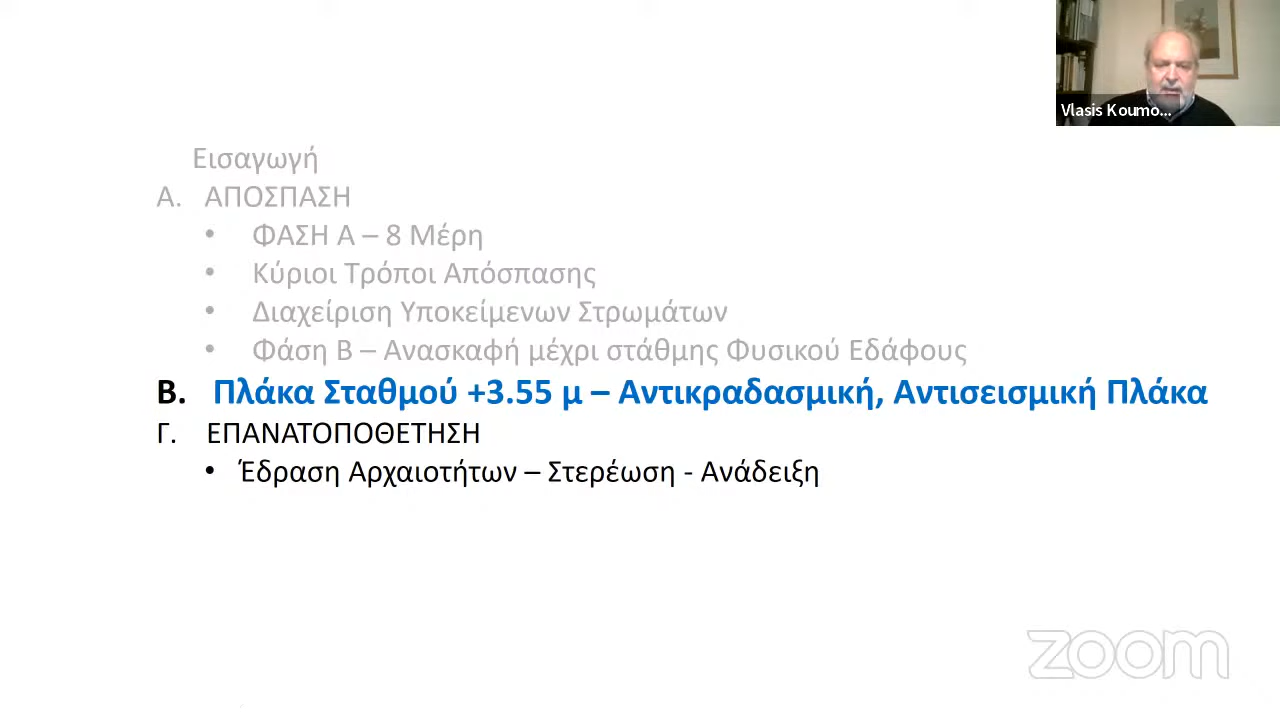 Vlasis Koumo...
Εισαγωγή
Α. ΑΠΟΣΠΑΣΗ
• ΦΑΣΗ Α – 8 Μέρη
• Κύριοι Τρόποι Απόσπασης
• Διαχείριση Υποκείμενων Στρωμάτων
• Φάση Β – Ανασκαφή μέχρι στάθμης Φυσικού Εδάφους
Β. Πλάκα Σταθμού +3.55 μ – Αντικραδασμική, Αντισεισμική Πλάκα
Γ. ΕΠΑΝΑΤΟΠΟΘΕΤΗΣΗ
• Έδραση Αρχαιοτήτων – Στερέωση - Ανάδειξη
zoom